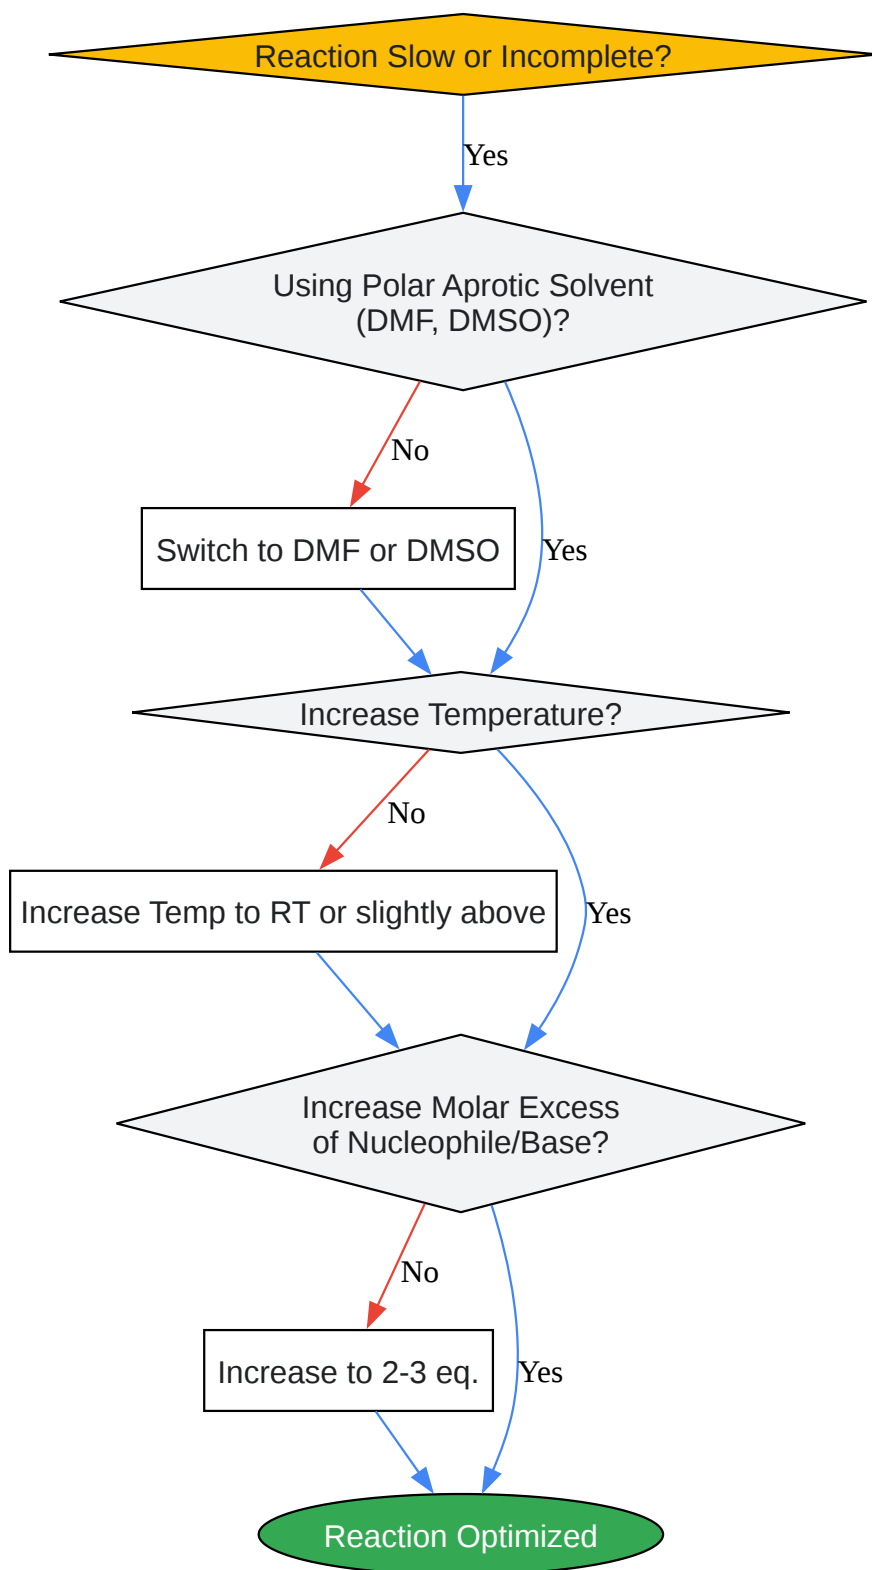 Reaction Slow or Incomplete?
Yes
Using Polar Aprotic Solvent
(DMF, DMSO)?
No
Switch to DMF or DMSO
Yes
Increase Temperature?
No
Increase Temp to RT or slightly above
Yes
Increase Molar Excess
of Nucleophile/Base?
No
Increase to 2-3 eq.
Yes
Reaction Optimized